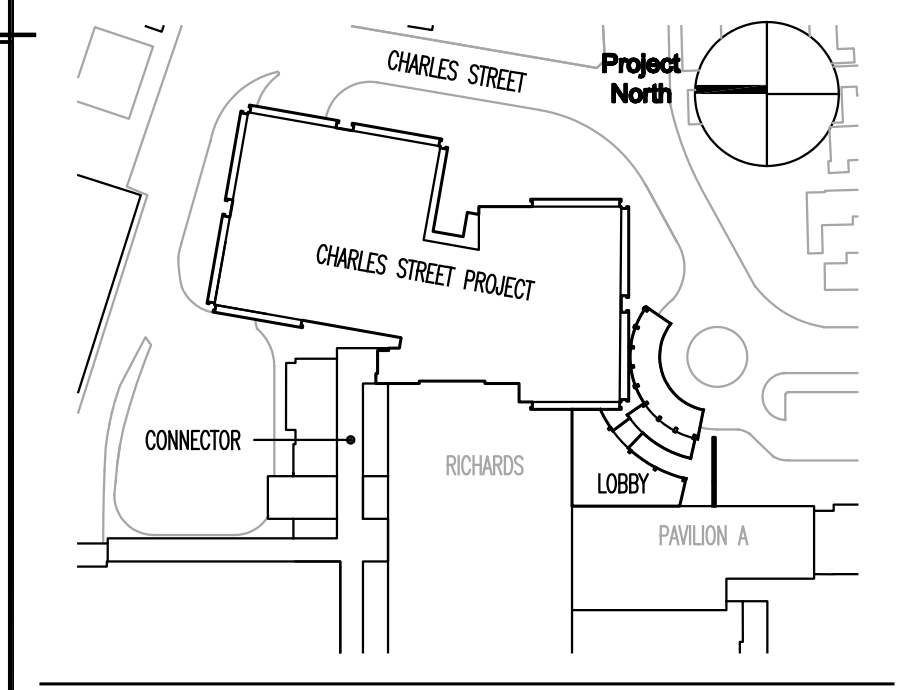 CHARLES STREET
Project
North
CHARLES STREET PROJECT
CONNECTOR
RICHARDS
LOBBY
PAVILION A